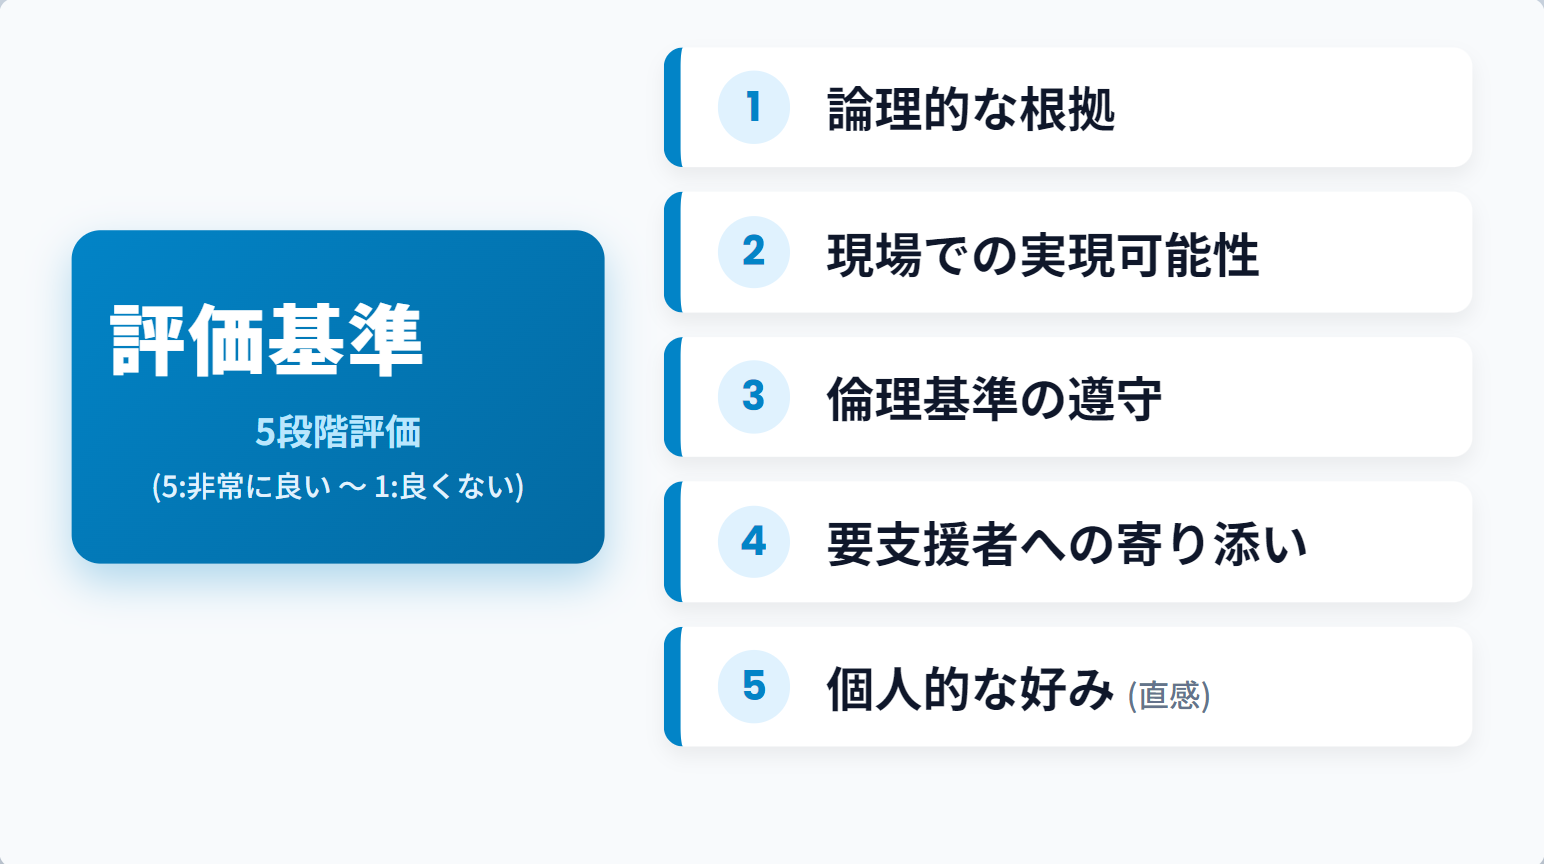 評価基準
5段階評価
(5:非常に良い ～ 1:良くない)
1 論理的な根拠
2 現場での実現可能性
3 倫理基準の遵守
4 要支援者への寄り添い
5 個人的な好み (直感)